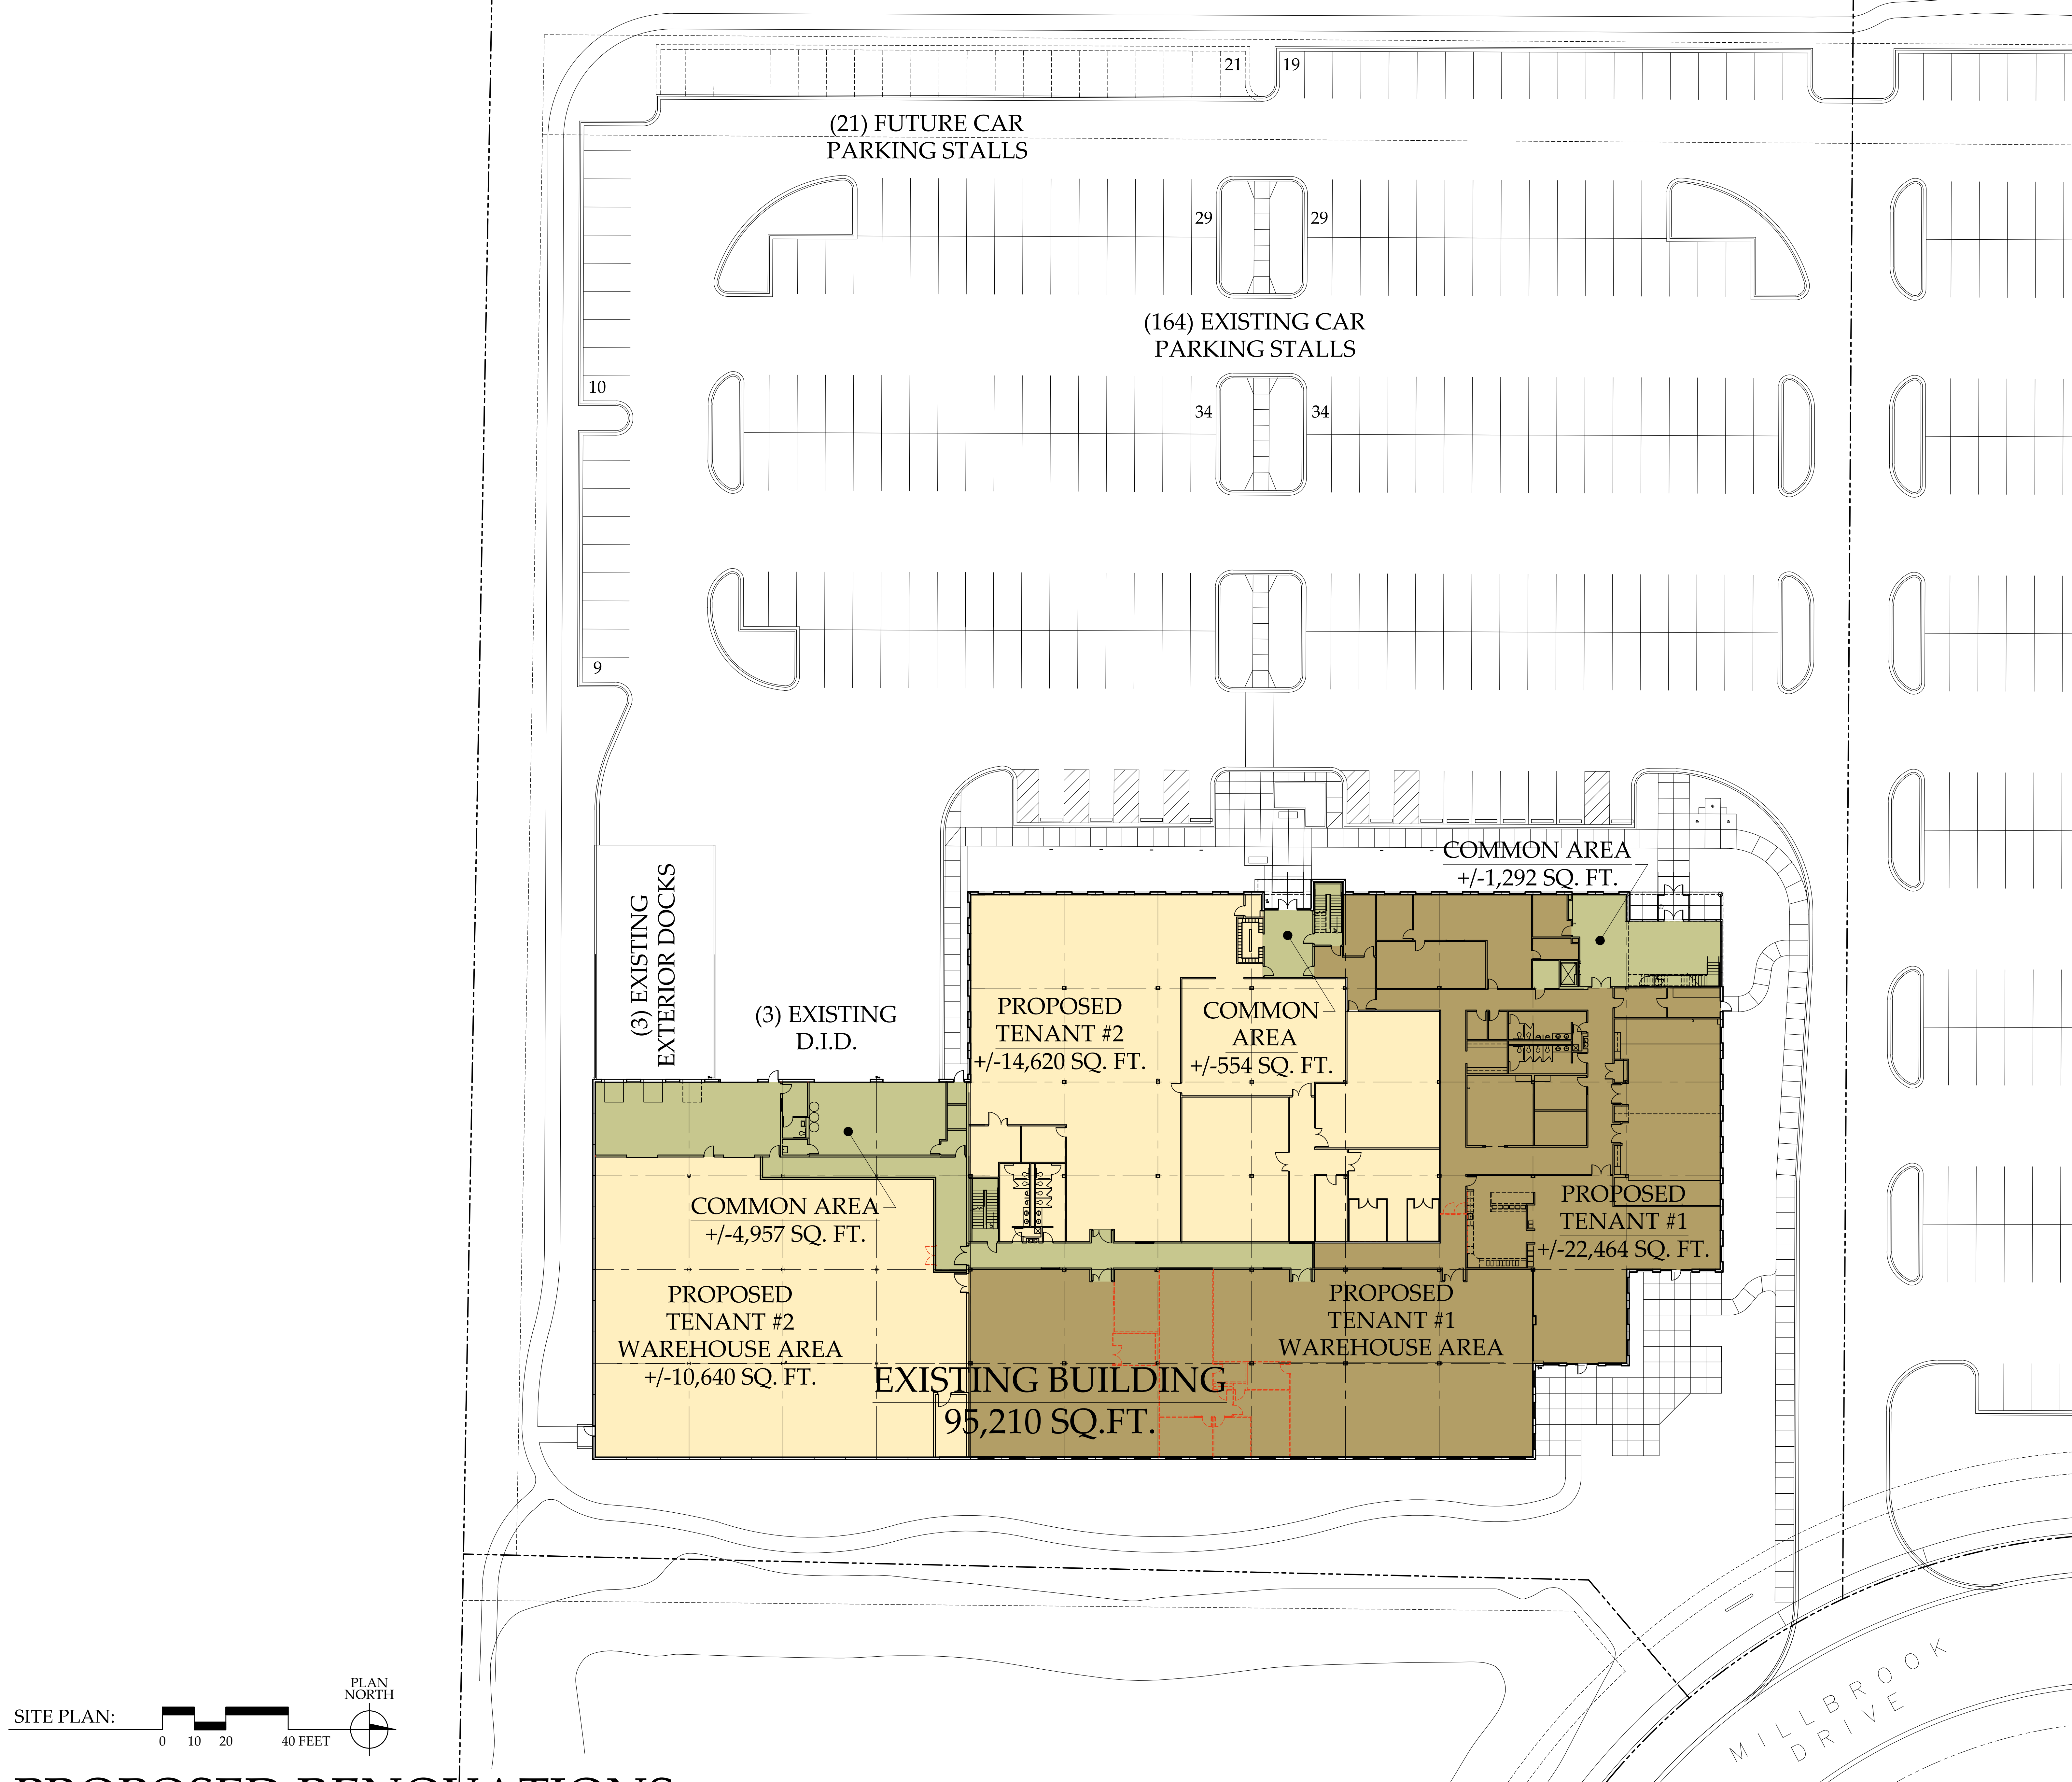 21
19
(21) FUTURE CAR
PARKING STALLS
29
29
(164) EXISTING CAR
PARKING STALLS
10
34
34
9
COMMON AREA
+/-1,292 SQ. FT.
(3) EXISTING
EXTERIOR DOCKS
(3) EXISTING
D.I.D.
PROPOSED
TENANT #2
+/-14,620 SQ. FT.
COMMON
AREA
+/-554 SQ. FT.
COMMON AREA
+/-4,957 SQ. FT.
PROPOSED
TENANT #1
+/-22,464 SQ. FT.
PROPOSED
TENANT #2
WAREHOUSE AREA
+/-10,640 SQ. FT.
PROPOSED
TENANT #1
WAREHOUSE AREA
EXISTING BUILDING
95,210 SQ.FT.
MILLBROOK
DRIVE
PLAN
NORTH
SITE PLAN:
0 10 20 40 FEET
PROPOSED RENOVATIONS